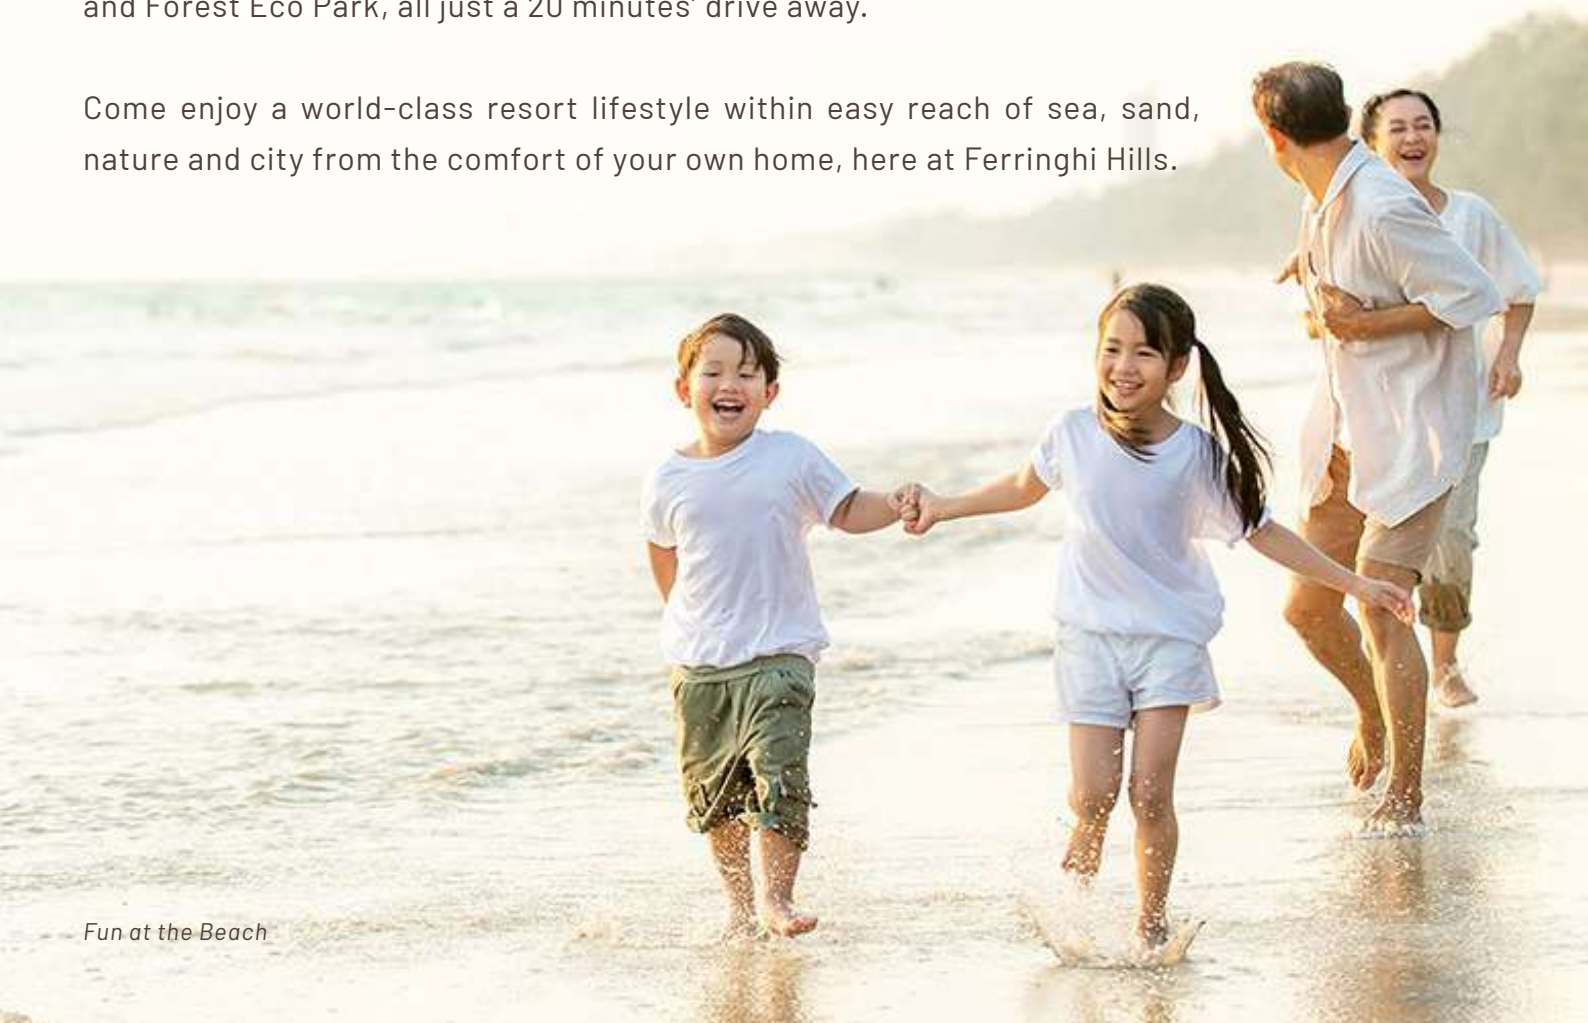 and Forest Eco Park, all just a 20 minutes' drive away.
Come enjoy a world-class resort lifestyle within easy reach of sea, sand,
nature and city from the comfort of your own home, here at Ferringhi Hills.
Fun at the Beach